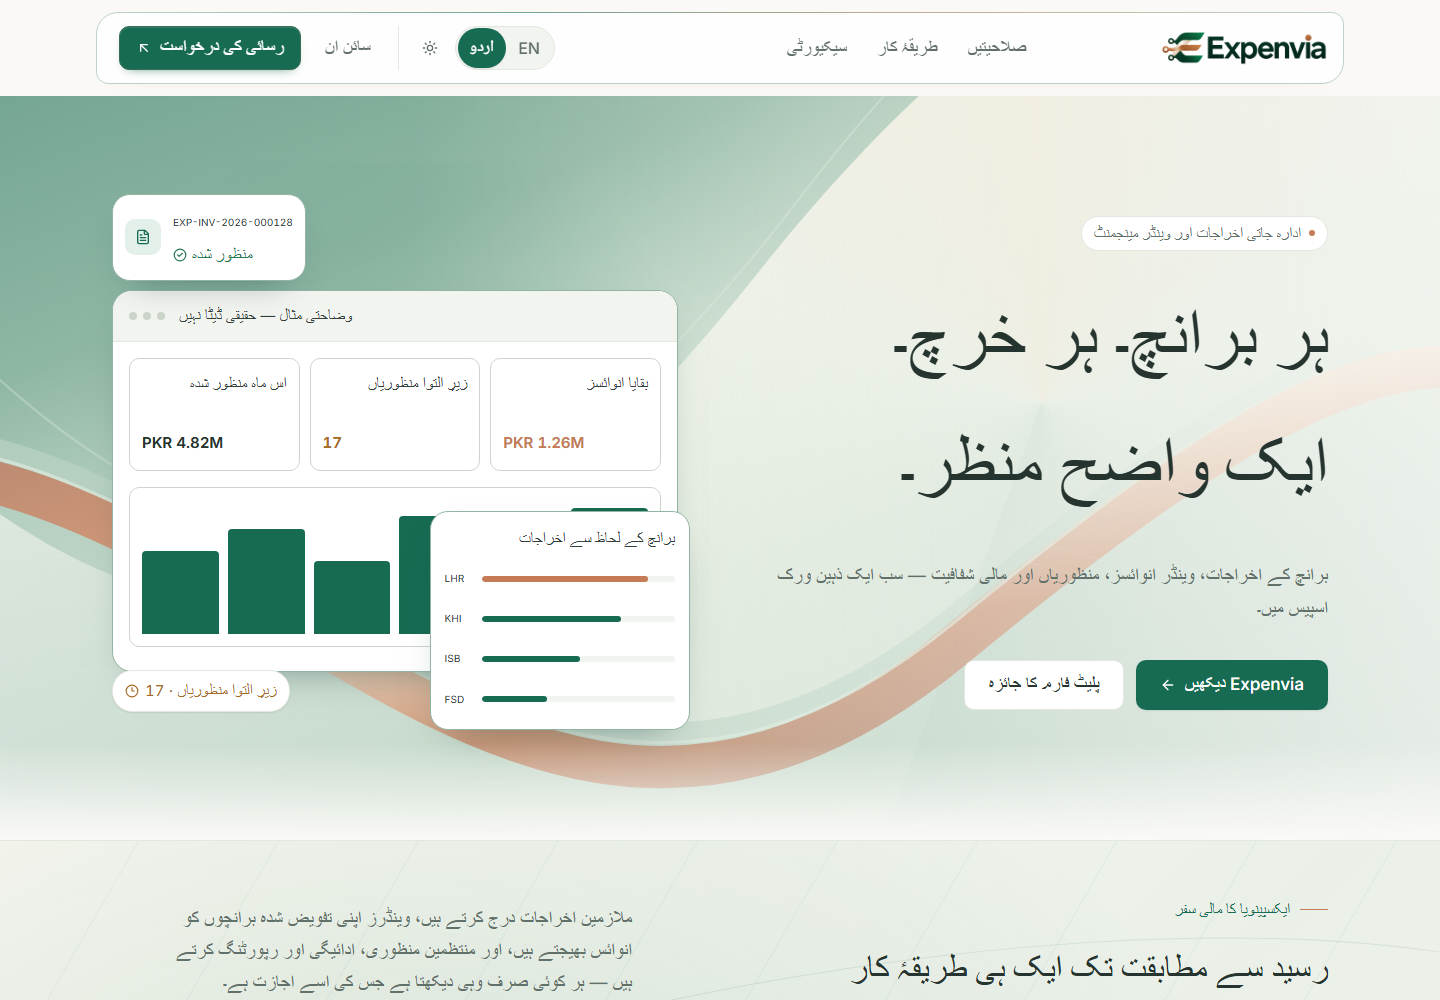 Expenvia
صلاحیتیں
طریقۂ کار
سیکیورٹی
EN
اردو
سائن ان
رسائی کی درخواست
ادارہ جاتی اخراجات اور وینڈر مینجمنٹ
ہر برانچ۔ ہر خرچ۔
ایک واضح منظر۔
برانچ کے اخراجات، وینڈر انوائسز، منظوریاں اور مالی شفافیت — سب ایک ذہین ورک
اسپیس میں۔
Expenvia دیکھیں
پلیٹ فارم کا جائزہ
EXP-INV-2026-000128
منظور شدہ
وضاحتی مثال — حقیقی ڈیٹا نہیں
بقایا انوائسز
PKR 1.26M
زیرِ التوا منظوریاں
17
اس ماہ منظور شدہ
PKR 4.82M
برانچ کے لحاظ سے اخراجات
LHR
KHI
ISB
FSD
زیرِ التوا منظوریاں · 17
ایکسپینویا کا مالی سفر
رسید سے مطابقت تک ایک ہی طریقۂ کار
ملازمین اخراجات درج کرتے ہیں، وینڈرز اپنی تفویض شدہ برانچوں کو
انوائس بھیجتے ہیں، اور منتظمین منظوری، ادائیگی اور رپورٹنگ کرتے
ہیں — ہر کوئی صرف وہی دیکھتا ہے جس کی اسے اجازت ہے۔